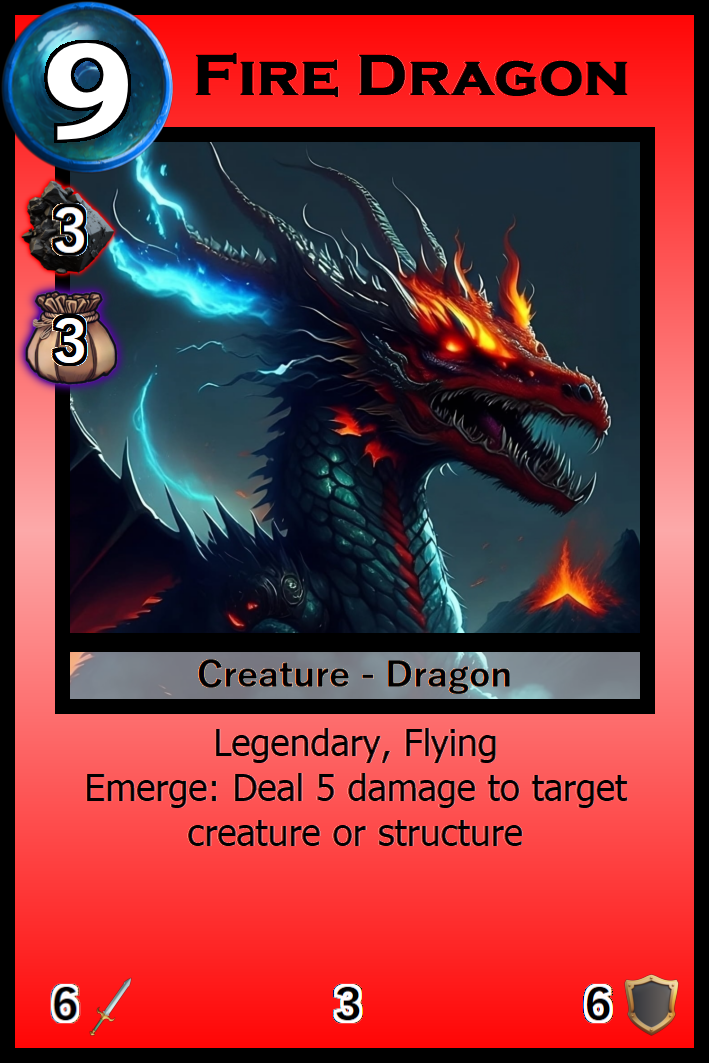 9
Fire Dragon
3
3
Creature - Dragon
Legendary, Flying
Emerge: Deal 5 damage to target
creature or structure
6
3
6